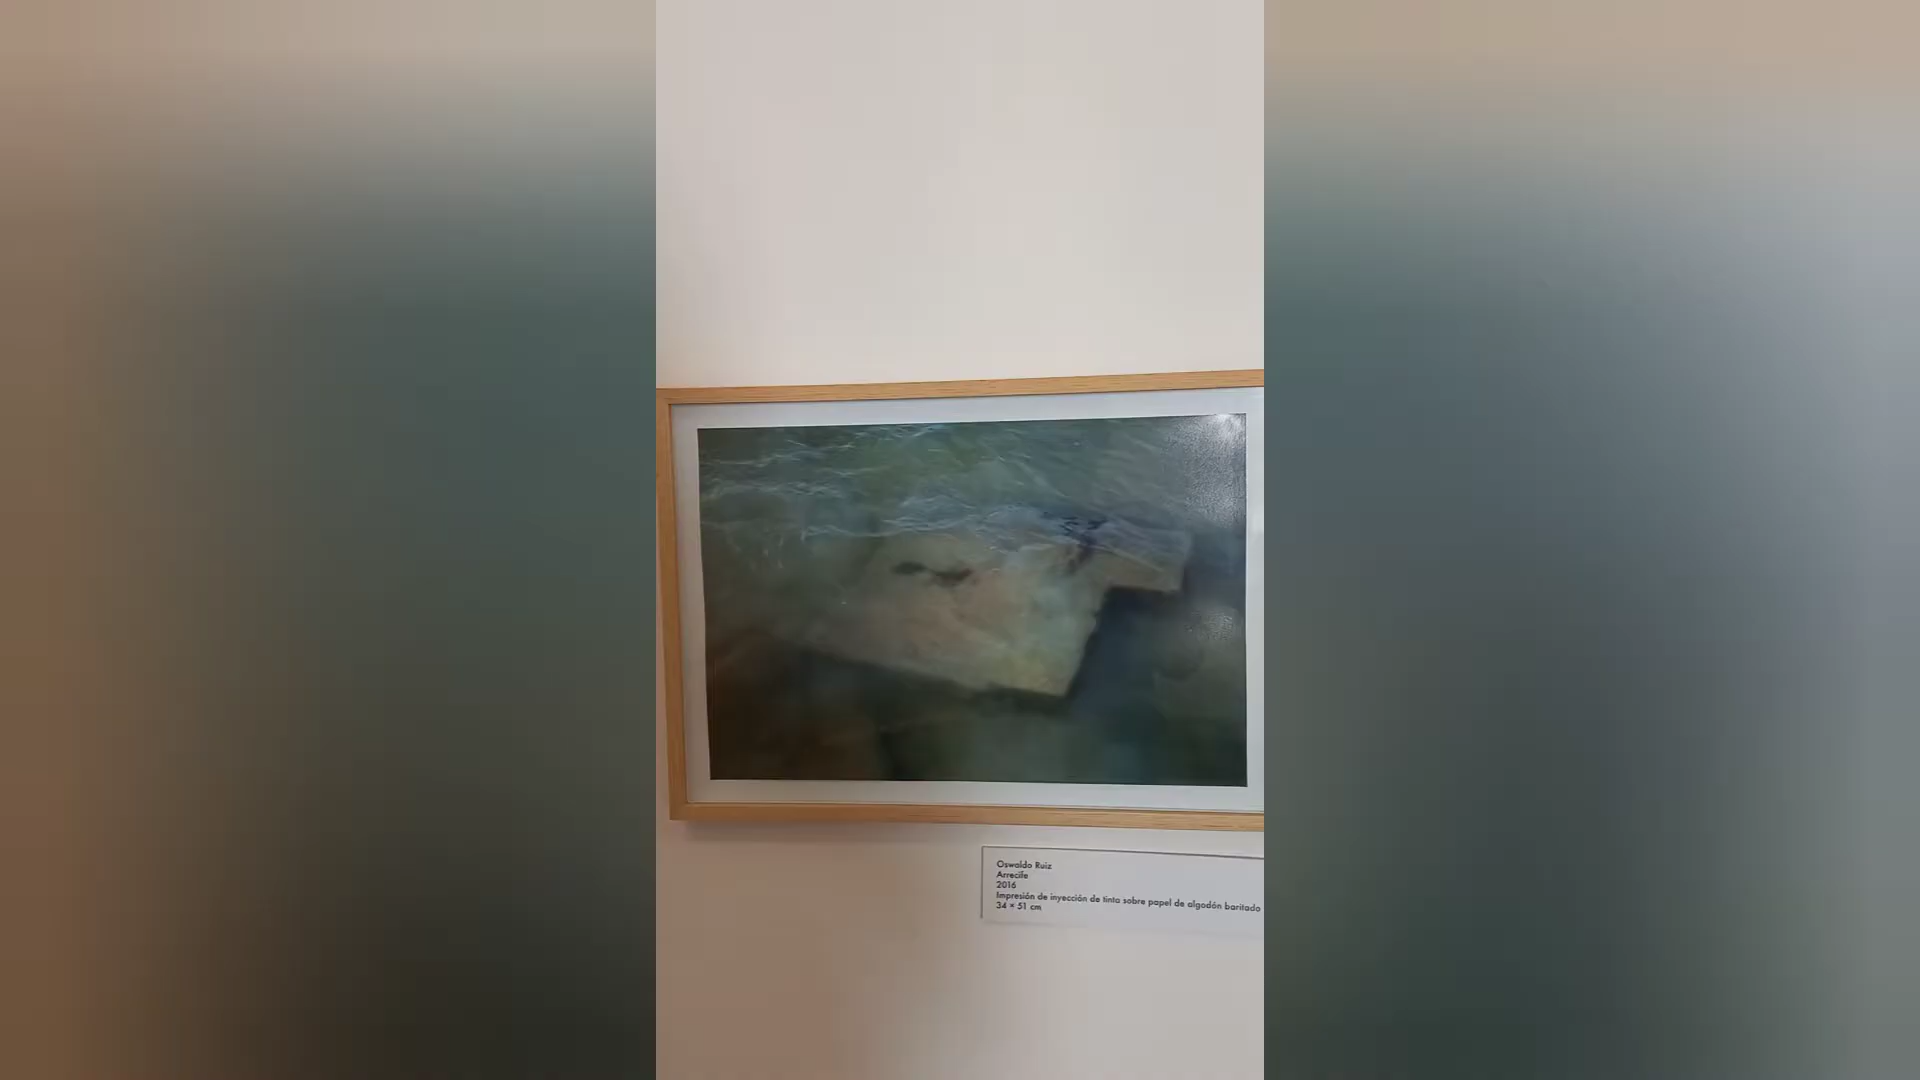 Oswaldo Ruiz
Arrecife
2016
Impresión de inyección de tinta sobre papel de algodón baritado
34 × 51 cm